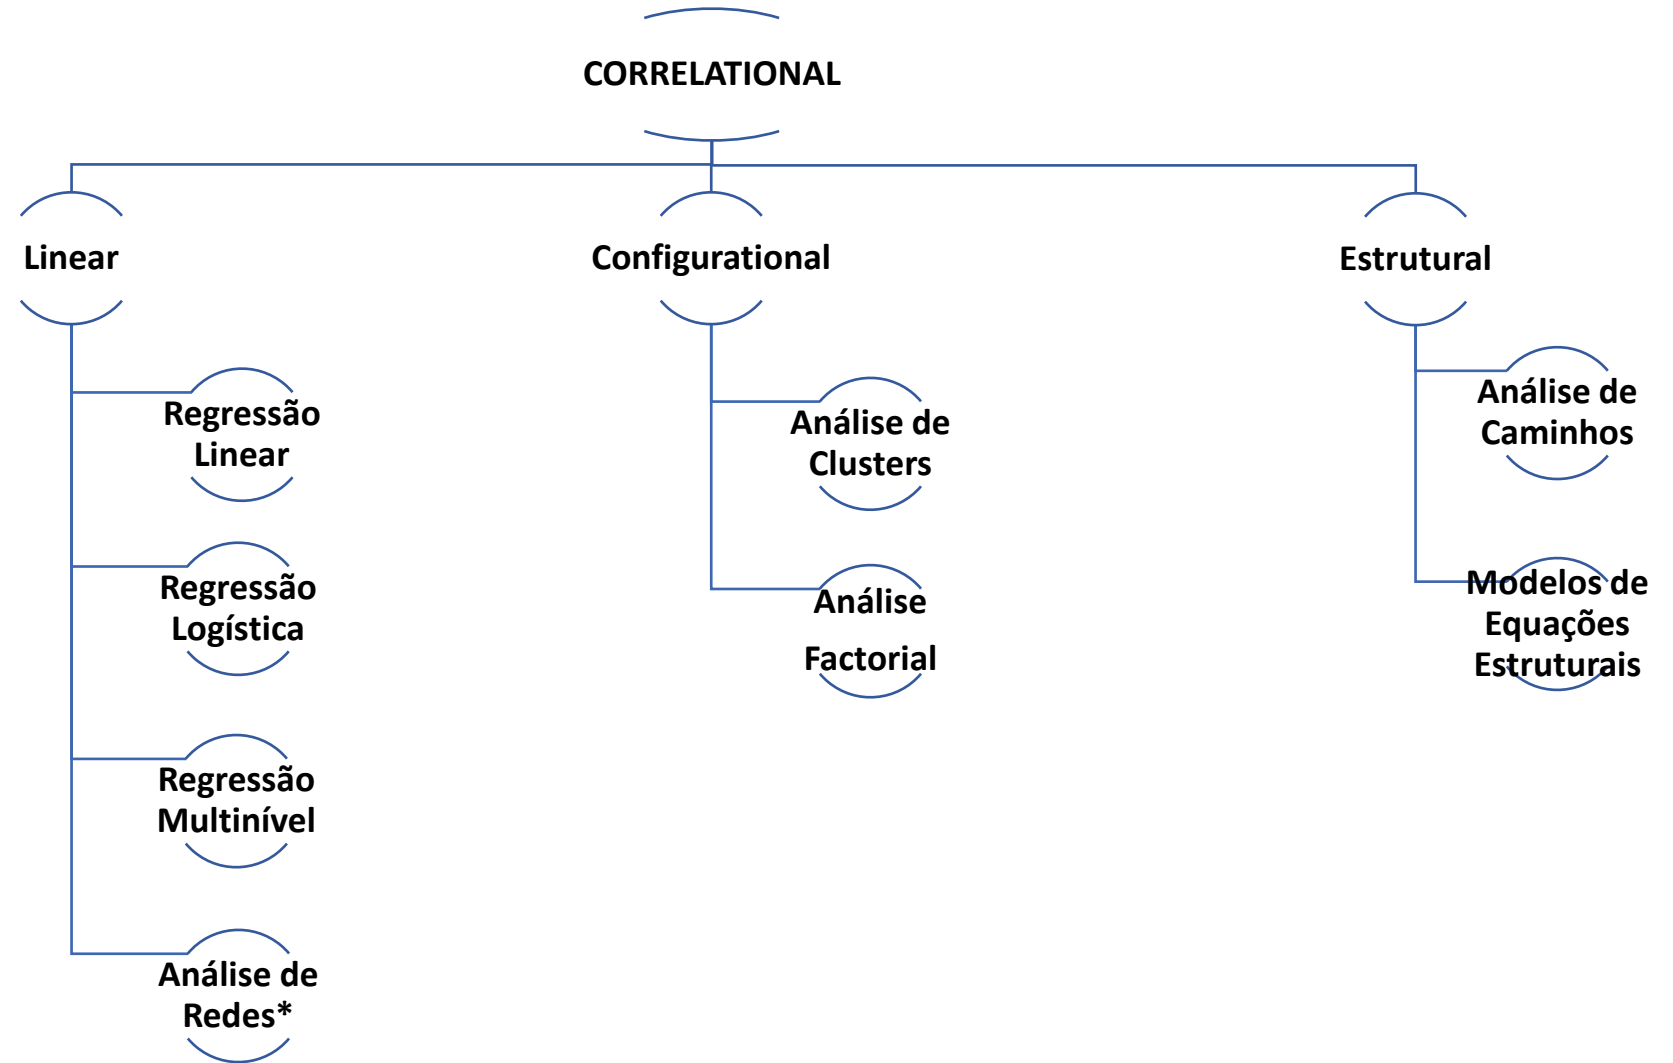 CORRELATIONAL
Linear
Configurational
Estrutural
Regressão
Linear
Regressão
Logística
Regressão
Multinível
Análise de
Redes*
Análise de
Clusters
Análise
Factorial
Análise de
Caminhos
Modelos de
Equações
Estruturais